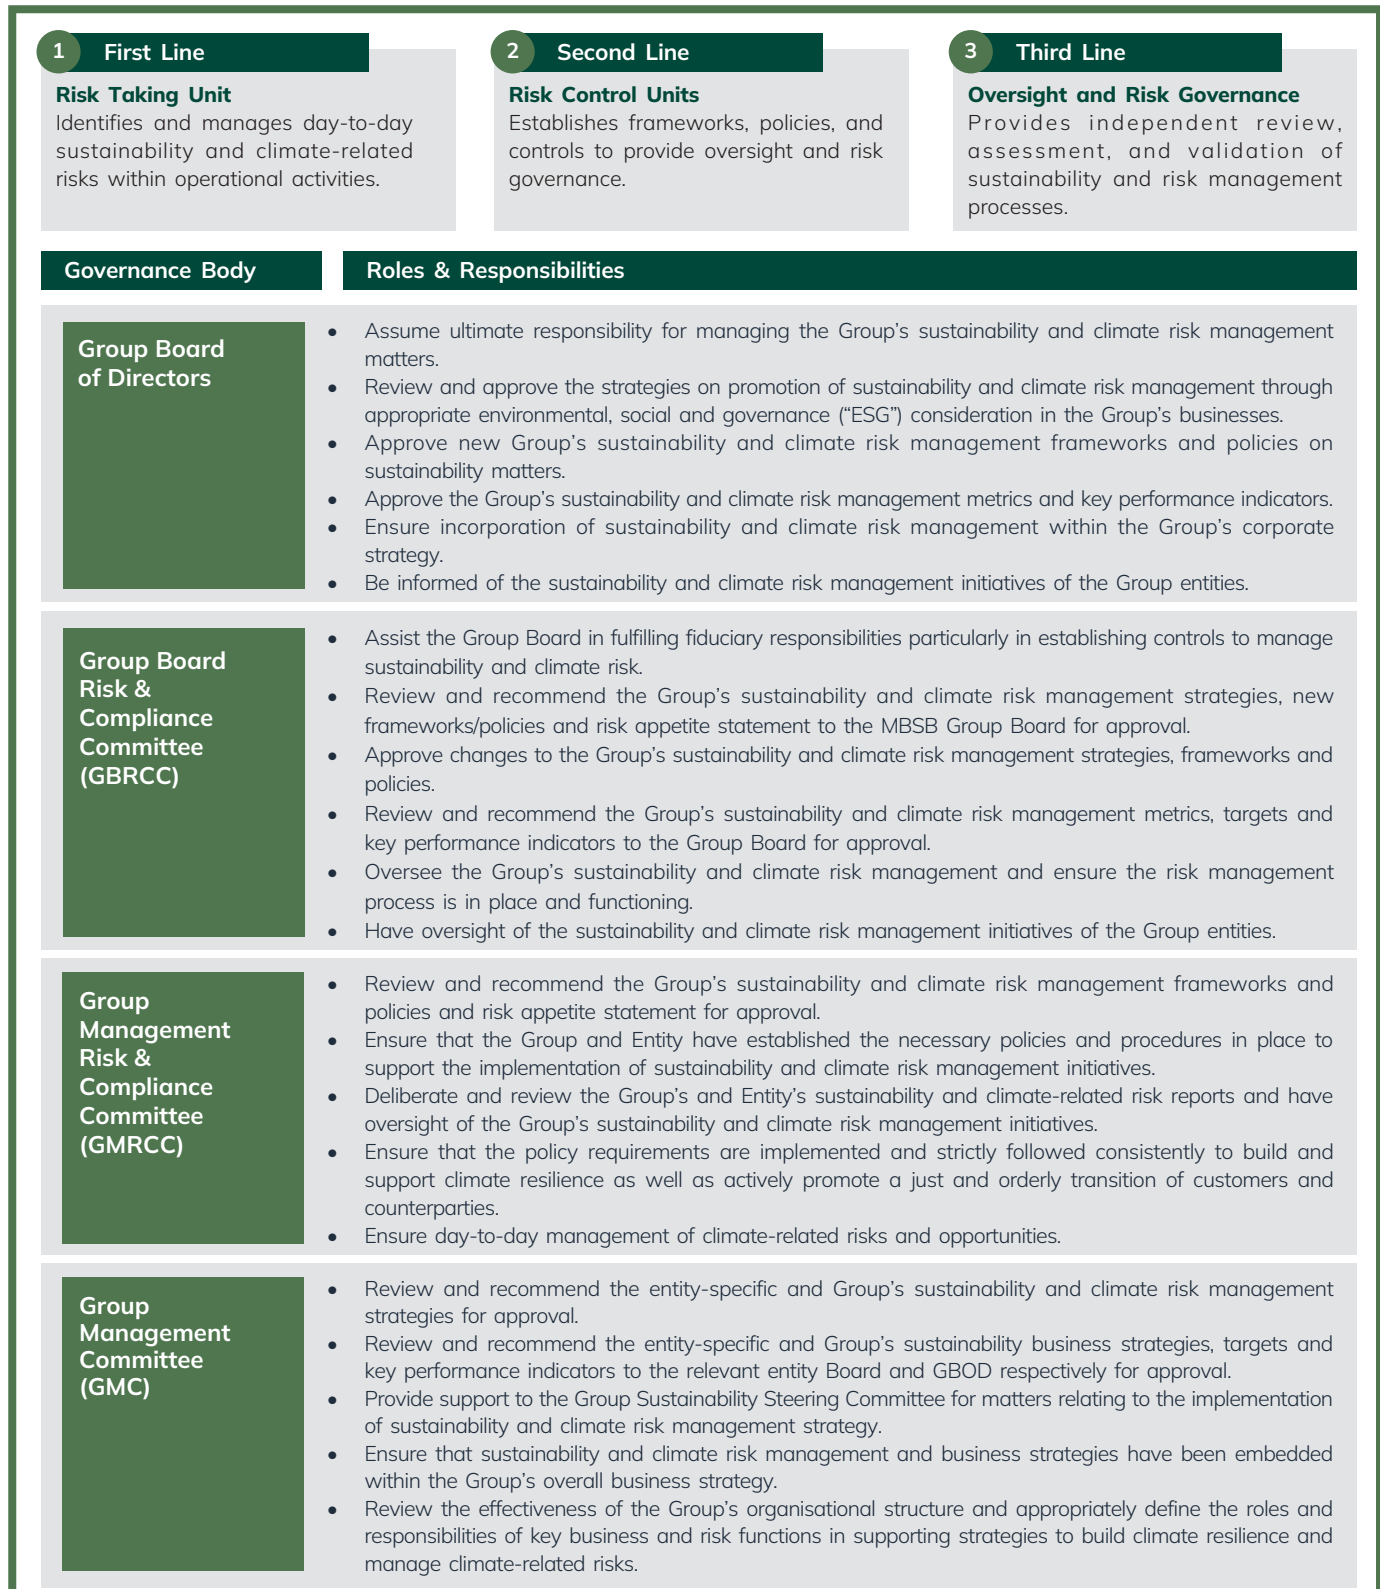 1 First Line
Risk Taking Unit
Identifies and manages day-to-day
sustainability and climate-related
risks within operational activities.
2 Second Line
Risk Control Units
Establishes frameworks, policies, and
controls to provide oversight and risk
governance.
3 Third Line
Oversight and Risk Governance
Provides independent review,
assessment, and validation of
sustainability and risk management
processes.
Governance Body
Roles & Responsibilities
Group Board
of Directors
• Assume ultimate responsibility for managing the Group’s sustainability and climate risk management
matters.
• Review and approve the strategies on promotion of sustainability and climate risk management through
appropriate environmental, social and governance (“ESG”) consideration in the Group’s businesses.
• Approve new Group’s sustainability and climate risk management frameworks and policies on
sustainability matters.
• Approve the Group’s sustainability and climate risk management metrics and key performance indicators.
• Ensure incorporation of sustainability and climate risk management within the Group’s corporate
strategy.
• Be informed of the sustainability and climate risk management initiatives of the Group entities.
Group Board
Risk &
Compliance
Committee
(GBRCC)
• Assist the Group Board in fulfilling fiduciary responsibilities particularly in establishing controls to manage
sustainability and climate risk.
• Review and recommend the Group’s sustainability and climate risk management strategies, new
frameworks/policies and risk appetite statement to the MBSB Group Board for approval.
• Approve changes to the Group’s sustainability and climate risk management strategies, frameworks and
policies.
• Review and recommend the Group’s sustainability and climate risk management metrics, targets and
key performance indicators to the Group Board for approval.
• Oversee the Group’s sustainability and climate risk management and ensure the risk management
process is in place and functioning.
• Have oversight of the sustainability and climate risk management initiatives of the Group entities.
Group
Management
Risk &
Compliance
Committee
(GMRCC)
• Review and recommend the Group’s sustainability and climate risk management frameworks and
policies and risk appetite statement for approval.
• Ensure that the Group and Entity have established the necessary policies and procedures in place to
support the implementation of sustainability and climate risk management initiatives.
• Deliberate and review the Group’s and Entity’s sustainability and climate-related risk reports and have
oversight of the Group’s sustainability and climate risk management initiatives.
• Ensure that the policy requirements are implemented and strictly followed consistently to build and
support climate resilience as well as actively promote a just and orderly transition of customers and
counterparties.
• Ensure day-to-day management of climate-related risks and opportunities.
Group
Management
Committee
(GMC)
• Review and recommend the entity-specific and Group’s sustainability and climate risk management
strategies for approval.
• Review and recommend the entity-specific and Group’s sustainability business strategies, targets and
key performance indicators to the relevant entity Board and GBOD respectively for approval.
• Provide support to the Group Sustainability Steering Committee for matters relating to the implementation
of sustainability and climate risk management strategy.
• Ensure that sustainability and climate risk management and business strategies have been embedded
within the Group’s overall business strategy.
• Review the effectiveness of the Group’s organisational structure and appropriately define the roles and
responsibilities of key business and risk functions in supporting strategies to build climate resilience and
manage climate-related risks.